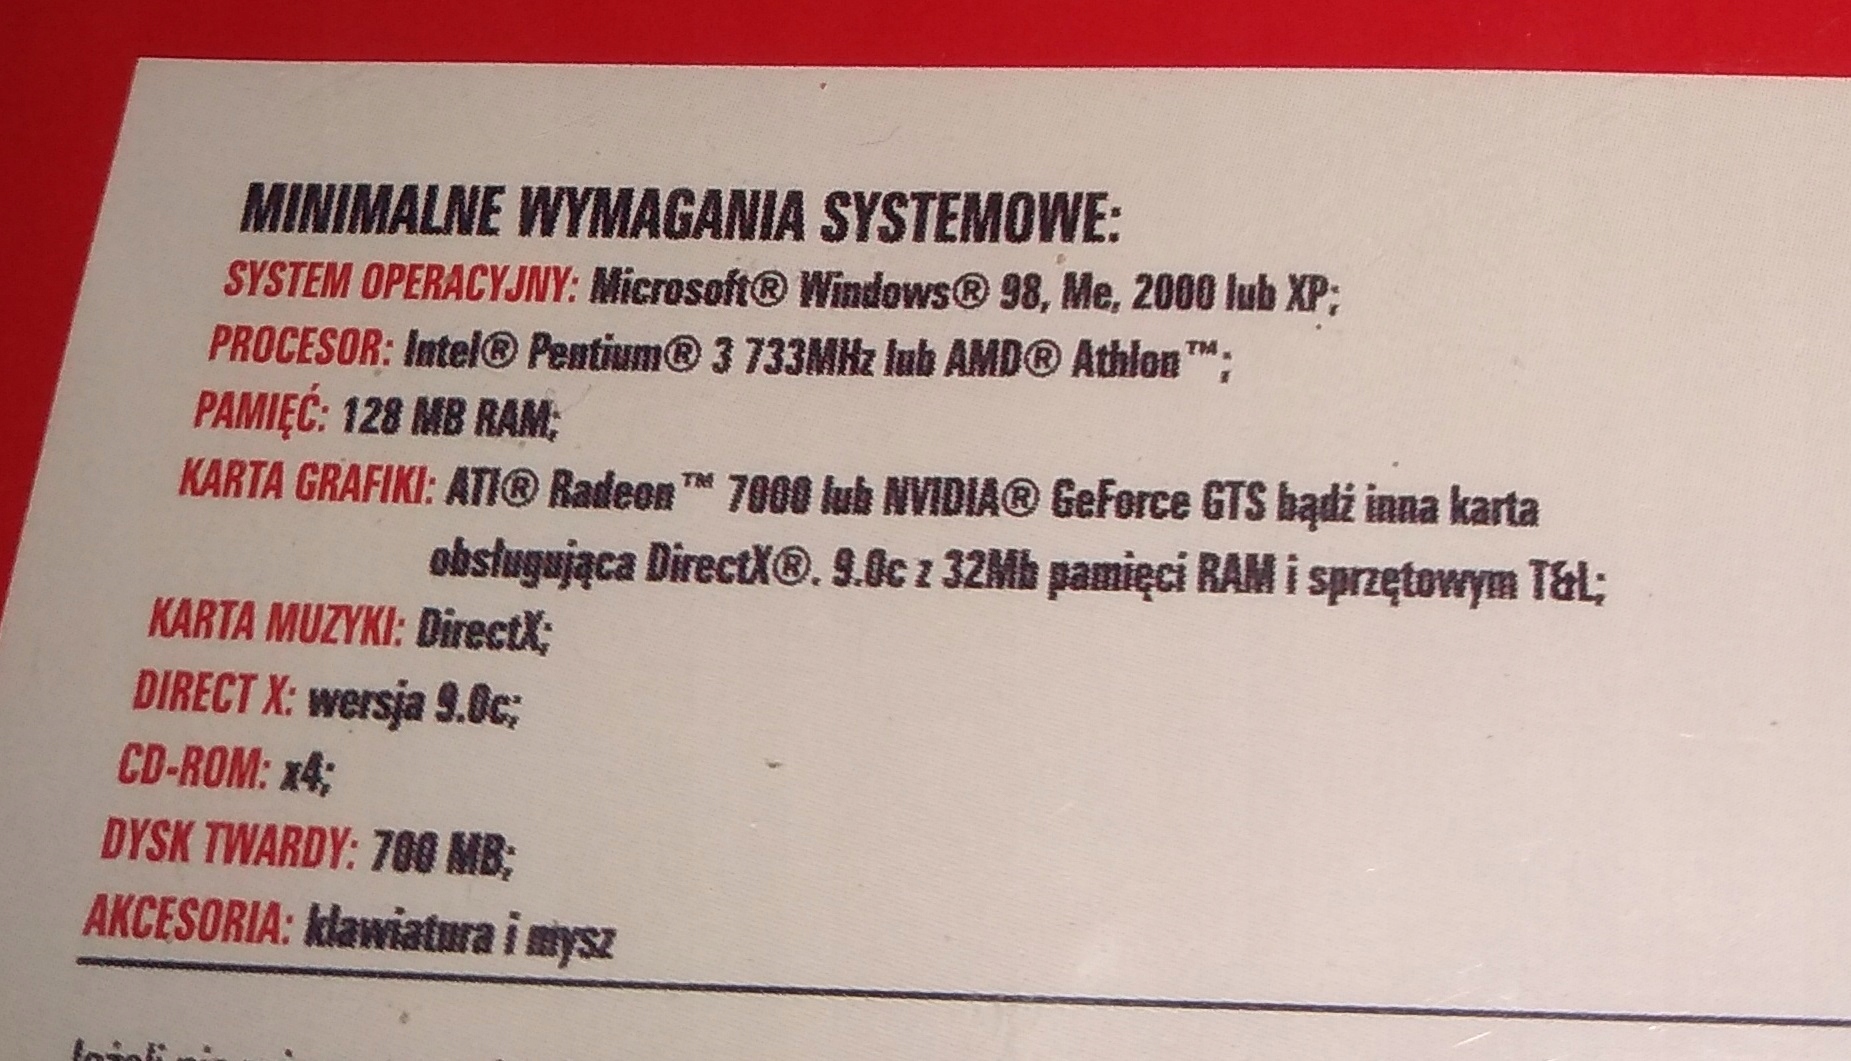 MINIMALNE WYMAGANIA SYSTEMOWE:
SYSTEM OPERACYJNY: Microsoft® Windows® 98, Me, 2000 lub XP;
PROCESOR: Intel® Pentium® 3 733MHz lub AMD® Athlon™;
PAMIĘĆ: 128 MB RAM;
KARTA GRAFIKI: ATI® Radeon™ 7000 lub NVIDIA® GeForce GTS bądź inna karta
obsługująca DirectX®. 9.0c z 32Mb pamięci RAM i sprzętowym T&L;
KARTA MUZYKI: DirectX;
DIRECT X: wersja 9.0c;
CD-ROM: x4;
DYSK TWARDY: 700 MB;
AKCESORIA: klawiatura i mysz